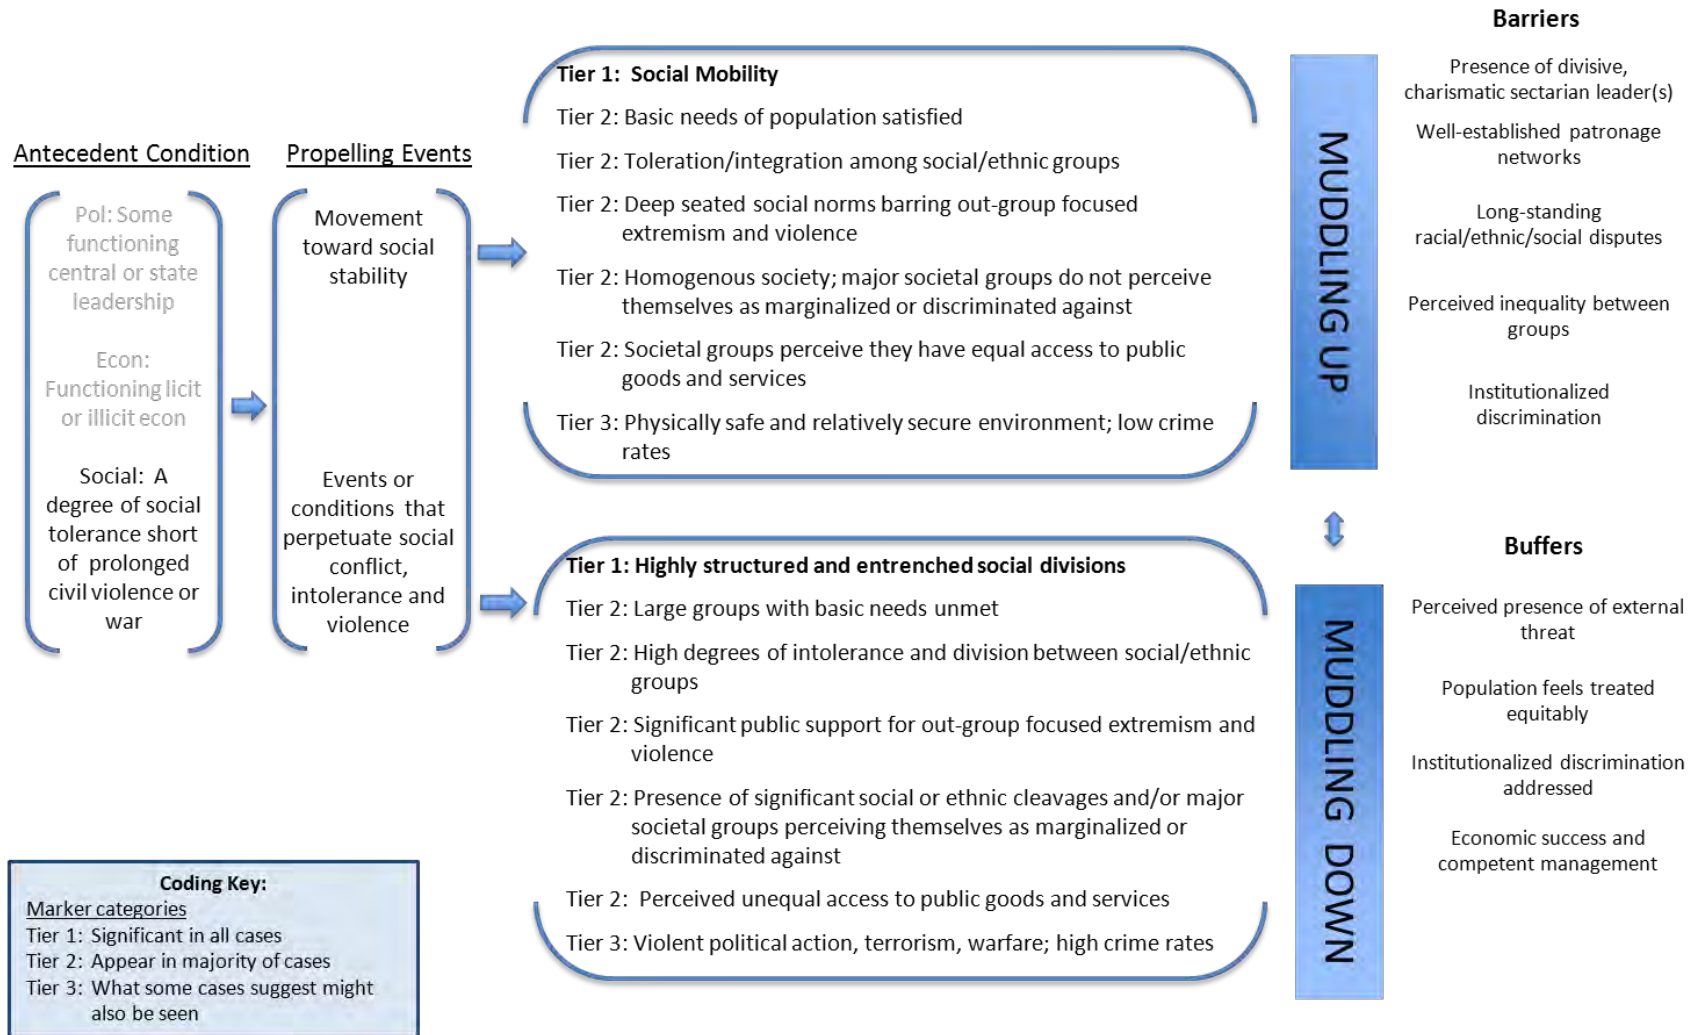 Antecedent Condition
Pol: Some
functioning
central or state
leadership
Econ:
Functioning licit
or illicit econ
Social: A
degree of social
tolerance short
of prolonged
civil violence or
war
Propelling Events
Movement
toward social
stability
Events or
conditions that
perpetuate social
conflict,
intolerance and
violence
Tier 1: Social Mobility
Tier 2: Basic needs of population satisfied
Tier 2: Toleration/integration among social/ethnic groups
Tier 2: Deep seated social norms barring out-group focused
extremism and violence
Tier 2: Homogenous society; major societal groups do not perceive
themselves as marginalized or discriminated against
Tier 2: Societal groups perceive they have equal access to public
goods and services
Tier 3: Physically safe and relatively secure environment; low crime
rates
Tier 1: Highly structured and entrenched social divisions
Tier 2: Large groups with basic needs unmet
Tier 2: High degrees of intolerance and division between social/ethnic
groups
Tier 2: Significant public support for out-group focused extremism and
violence
Tier 2: Presence of significant social or ethnic cleavages and/or major
societal groups perceiving themselves as marginalized or
discriminated against
Tier 2: Perceived unequal access to public goods and services
Tier 3: Violent political action, terrorism, warfare; high crime rates
MUDDLING UP
MUDDLING DOWN
Barriers
Presence of divisive,
charismatic sectarian leader(s)
Well-established patronage
networks
Long-standing
racial/ethnic/social disputes
Perceived inequality between
groups
Institutionalized
discrimination
Buffers
Perceived presence of external
threat
Population feels treated
equitably
Institutionalized discrimination
addressed
Economic success and
competent management
Coding Key:
Marker categories
Tier 1: Significant in all cases
Tier 2: Appear in majority of cases
Tier 3: What some cases suggest might
also be seen